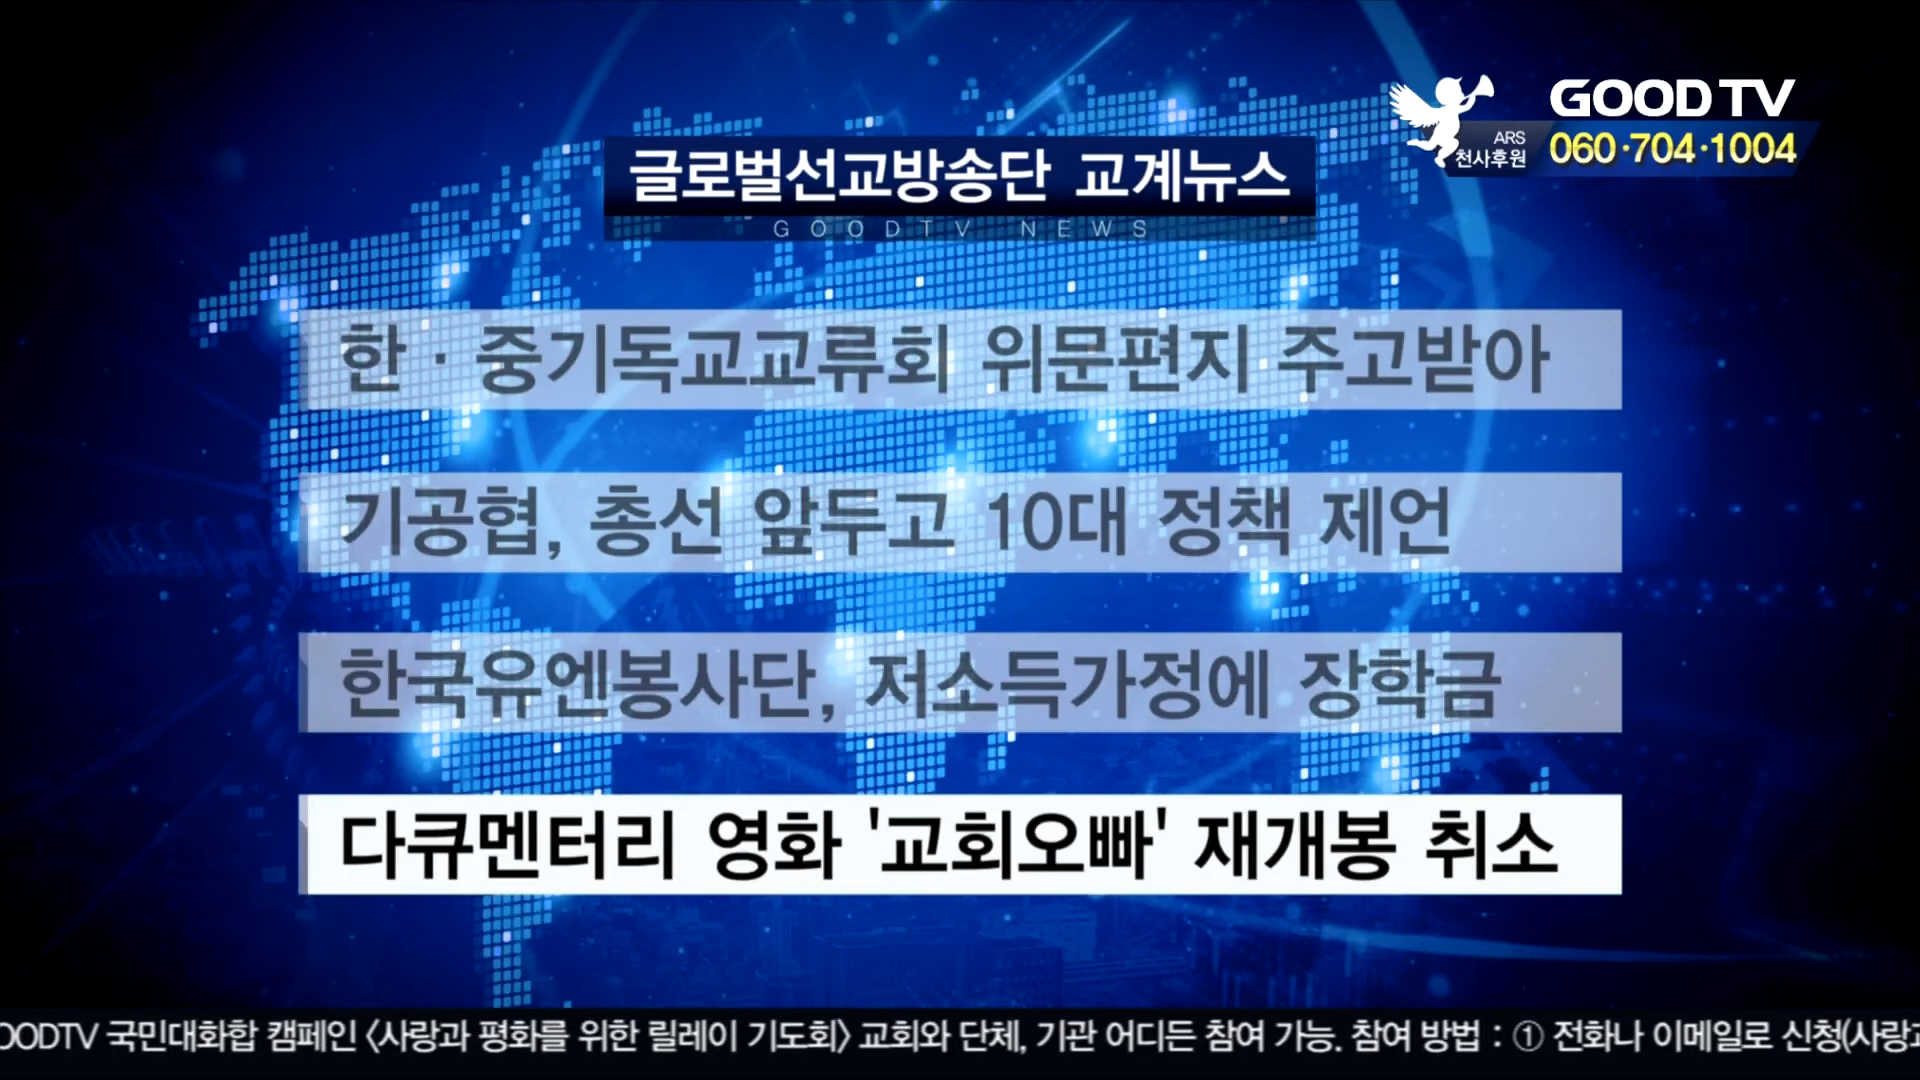 GOOD TV
ARS
천사후원
060·704·1004
글로벌선교방송단 교계뉴스
GOODTV NEWS
한·중기독교교류회 위문편지 주고받아
기공협, 총선 앞두고 10대 정책 제언
한국유엔봉사단, 저소득가정에 장학금
다큐멘터리 영화 '교회오빠' 재개봉 취소
OODTV 국민대화합 캠페인 〈사랑과 평화를 위한 릴레이 기도회〉 교회와 단체, 기관 어디든 참여 가능. 참여 방법 : ① 전화나 이메일로 신청(사랑과